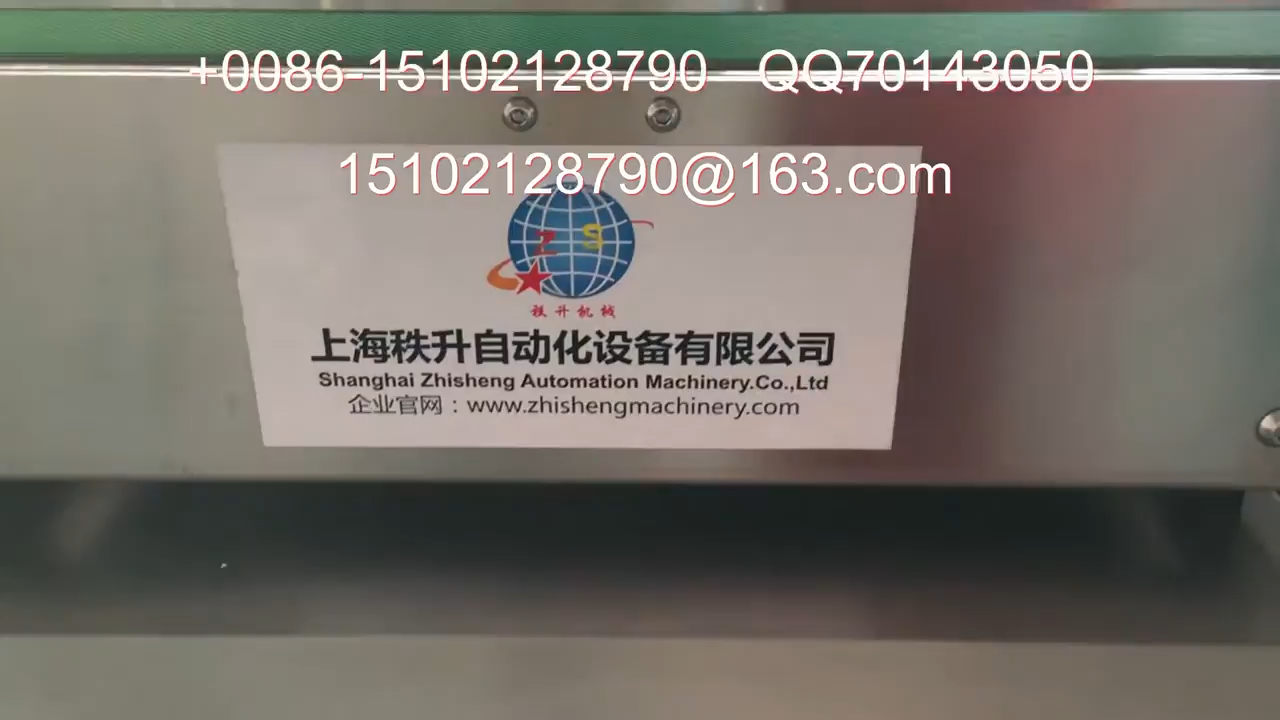 +0086-15102128790 QQ70143050
15102128790@163.com
Z S
秩升机械
上海秩升自动化设备有限公司
Shanghai Zhisheng Automation Machinery.Co.,Ltd
企业官网：www.zhishengmachinery.com